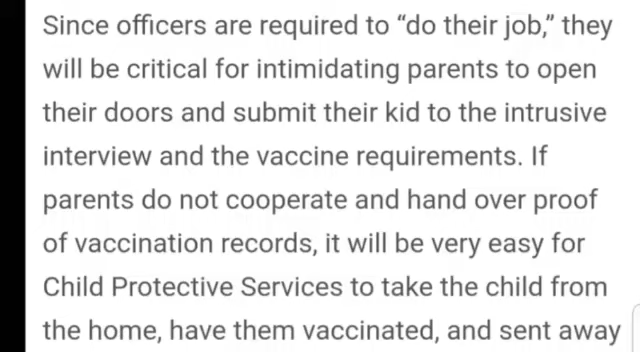 Since officers are required to “do their job,” they
will be critical for intimidating parents to open
their doors and submit their kid to the intrusive
interview and the vaccine requirements. If
parents do not cooperate and hand over proof
of vaccination records, it will be very easy for
Child Protective Services to take the child from
the home, have them vaccinated, and sent away